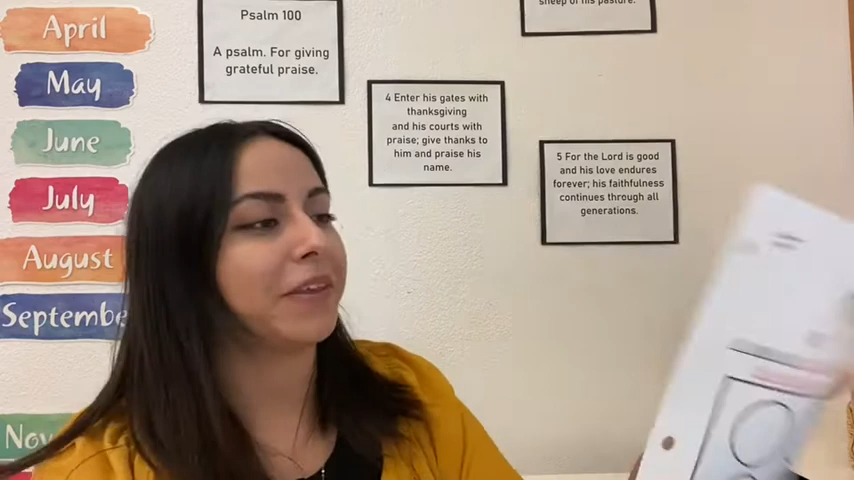 April
May
June
July
August
Septemb
Nov
Psalm 100
A psalm. For giving
grateful praise.
4 Enter his gates with
thanksgiving
and his courts with
praise; give thanks to
him and praise his
name.
sheep of his pasture.
5 For the Lord is good
and his love endures
forever; his faithfulness
continues through all
generations.